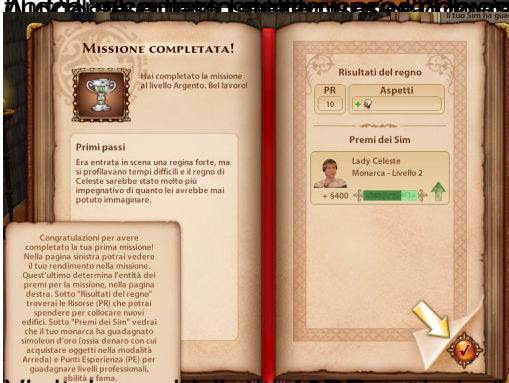 Il tuo Sim ha gua
Missione completata!
Hai completato la missione
al livello Argento. Bel lavoro!
Primi passi
Era entrata in scena una regina forte, ma
si profilavano tempi difficili e il regno di
Celeste sarebbe stato molto più
impegnativo di quanto lei avrebbe mai
potuto immaginare.
Congratulazioni per avere
completato la tua prima missione!
Nella pagina sinistra potrai vedere
il tuo rendimento nella missione.
Quest'ultimo determina l'entità dei
premi per la missione, nella pagina
destra. Sotto "Risultati del regno"
troverai le Risorse (PR) che potrai
spendere per collocare nuovi
edifici. Sotto "Premi dei Sim" vedrai
che il tuo monarca ha guadagnato
simoleon d'oro (ossia denaro con cui
acquistare oggetti nella modalità
Arreda) e Punti Esperienza (PE) per
guadagnare livelli professionali,
abilità e fama.
Risultati del regno
PR
Aspetti
10
+
Premi dei Sim
Lady Celeste
Monarca - Livello 2
+ §400